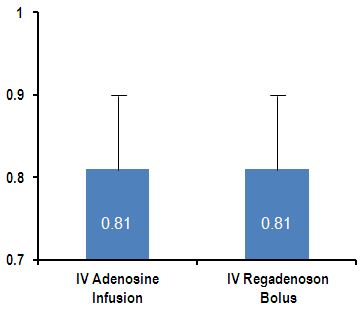 1
0.9
0.8
0.7
0.81
0.81
IV Adenosine
Infusion
IV Regadenoson
Bolus